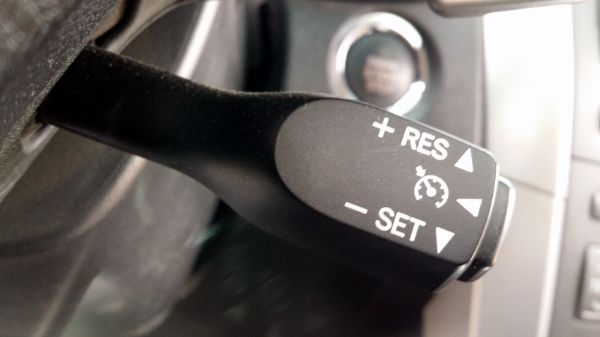 + RES
- SET